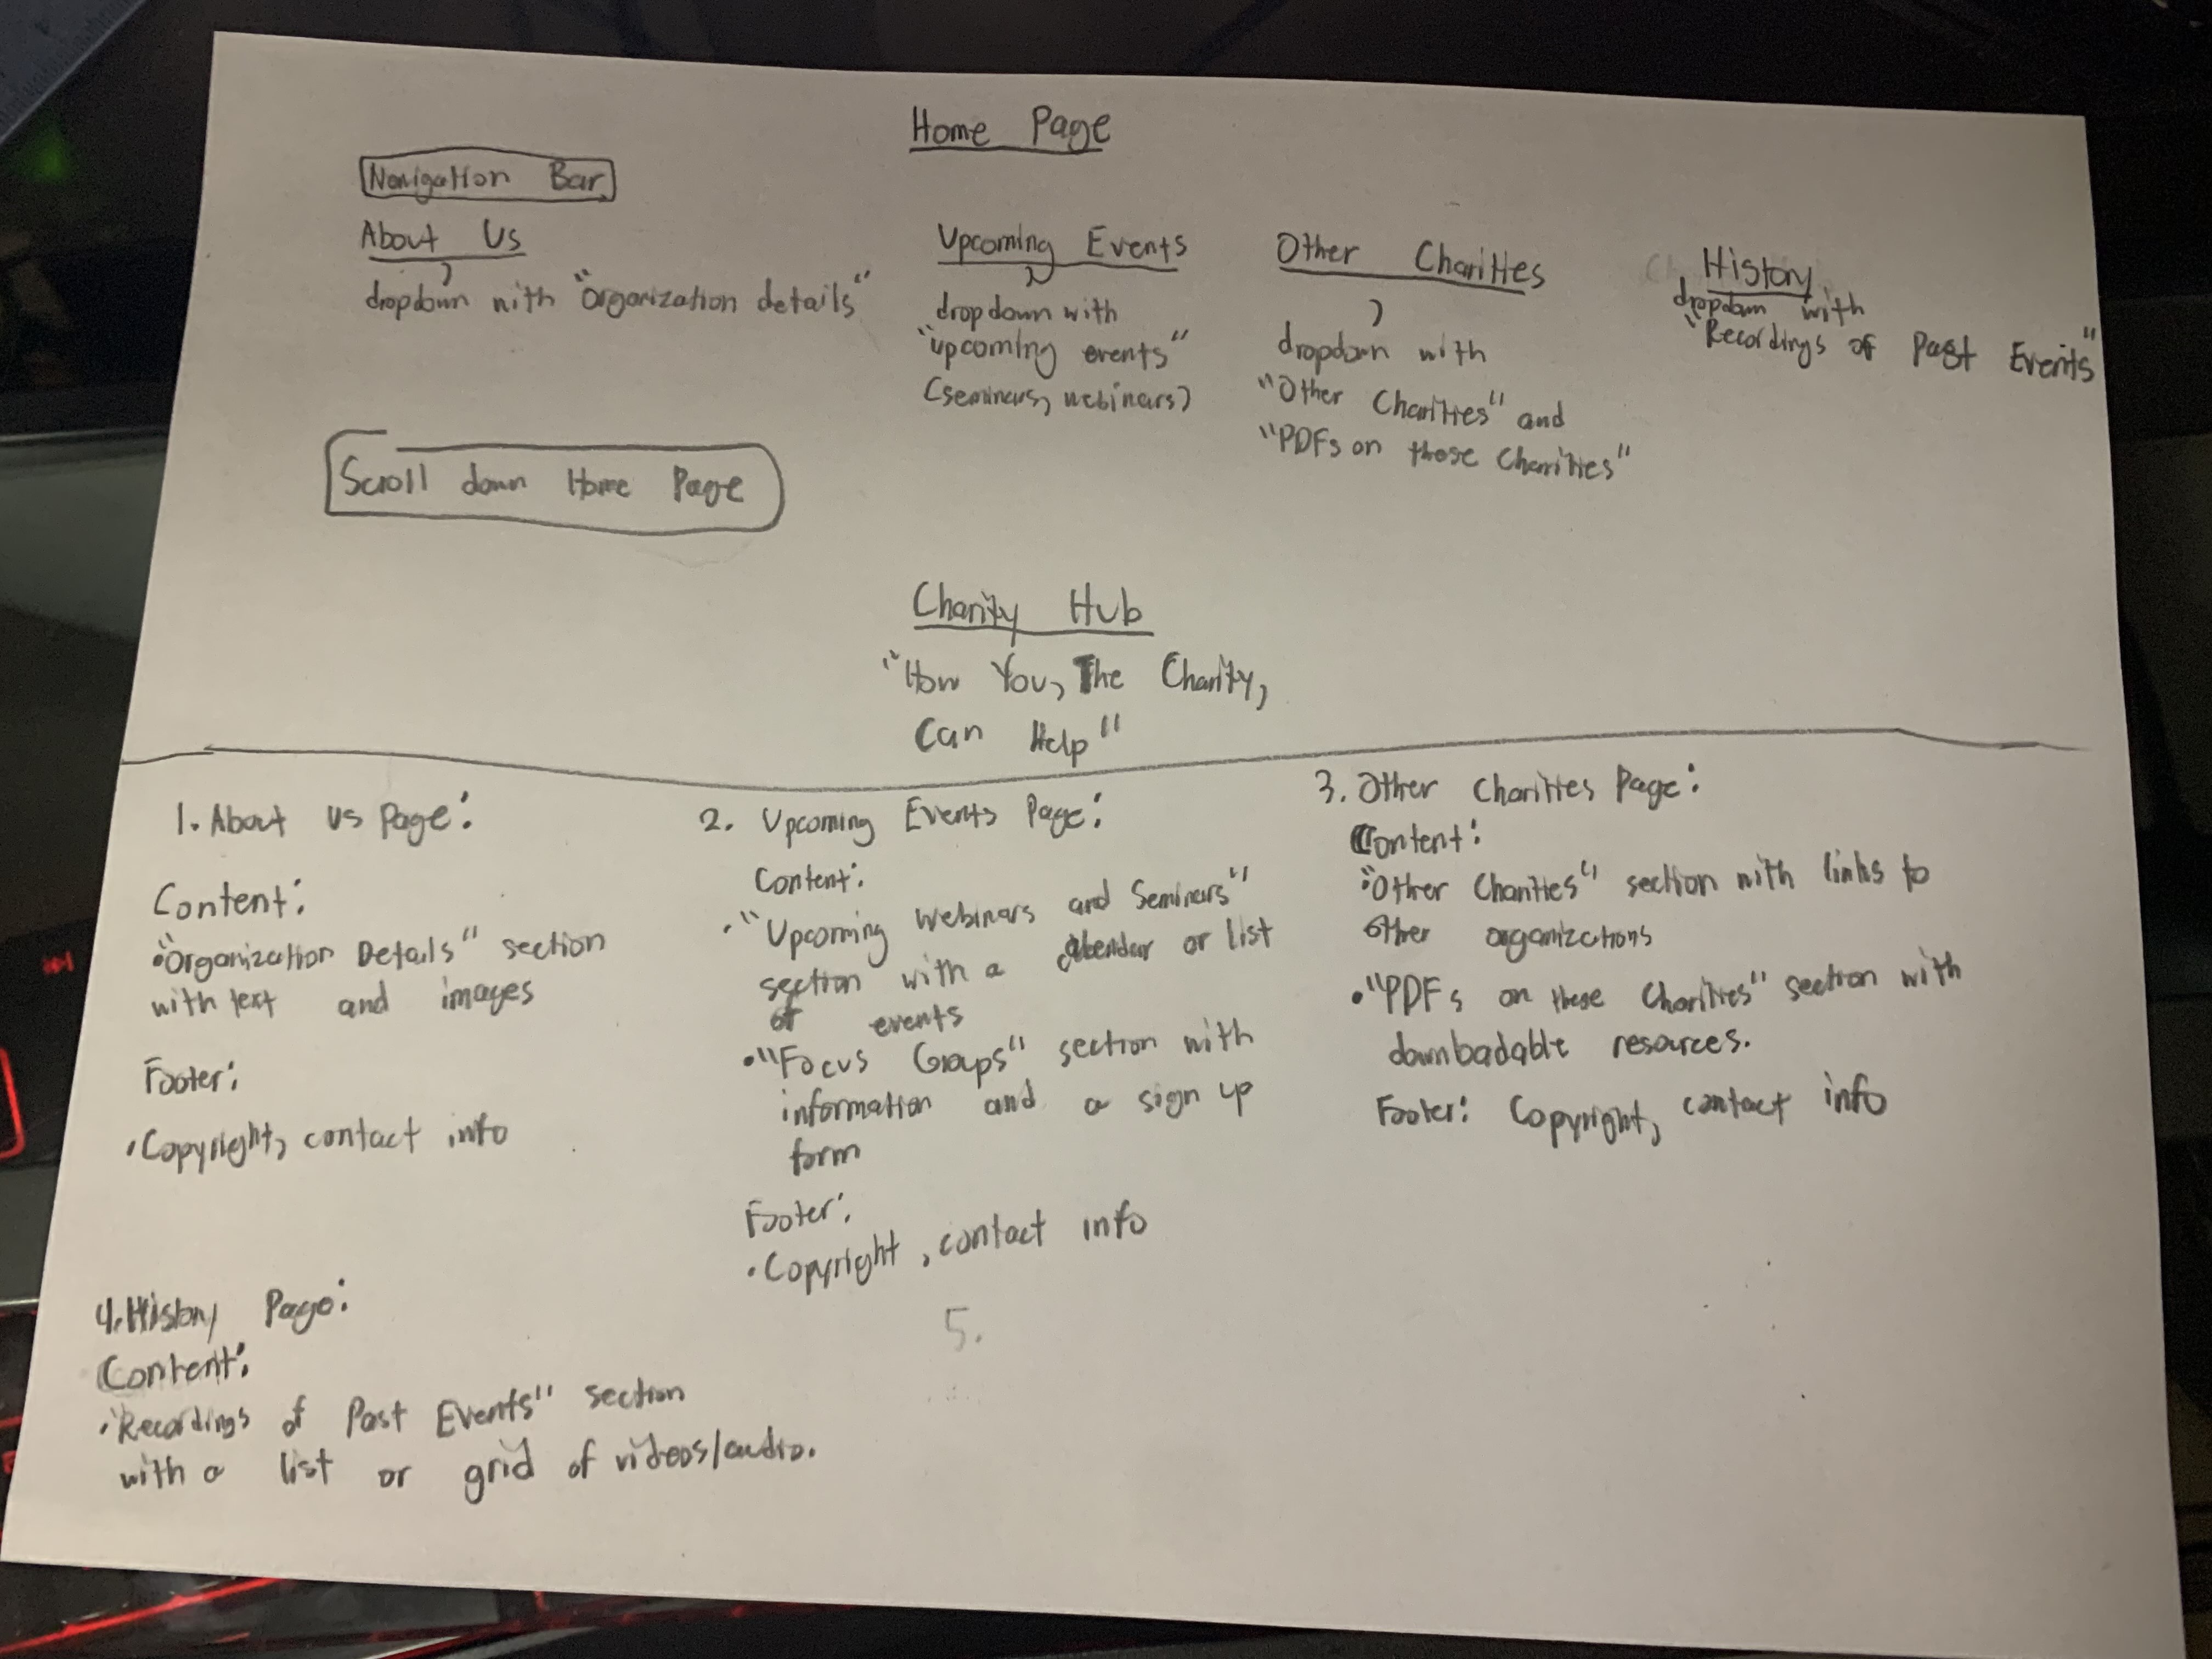 Home Page
Navigation Bar
About Us
dropdown with "Organization details"
Upcoming Events
dropdown with
"upcoming events"
(seminars, webinars)
Other Charities
dropdown with
"Other Charities" and
"PDFs on those Charities"
History
dropdown with
"Recordings of Past Events"
Scroll down Home Page
Charity Hub
"How You, The Charity,
Can Help"
1. About Us Page:
Content:
• "Organization Details" section
with text and images
Footer:
• Copyright, contact info
2. Upcoming Events Page:
Content:
• "Upcoming Webinars and Seminars"
section with a calendar or list
of events
• "Focus Groups" section with
information and a sign up
form
Footer:
• Copyright, contact info
3. Other Charities Page:
Content:
• "Other Charities" section with links to
other organizations
• "PDFs on these Charities" section with
downloadable resources.
Footer: Copyright, contact info
4. History Page:
Content:
• "Recordings of Past Events" section
with a list or grid of videos/audio.
5.